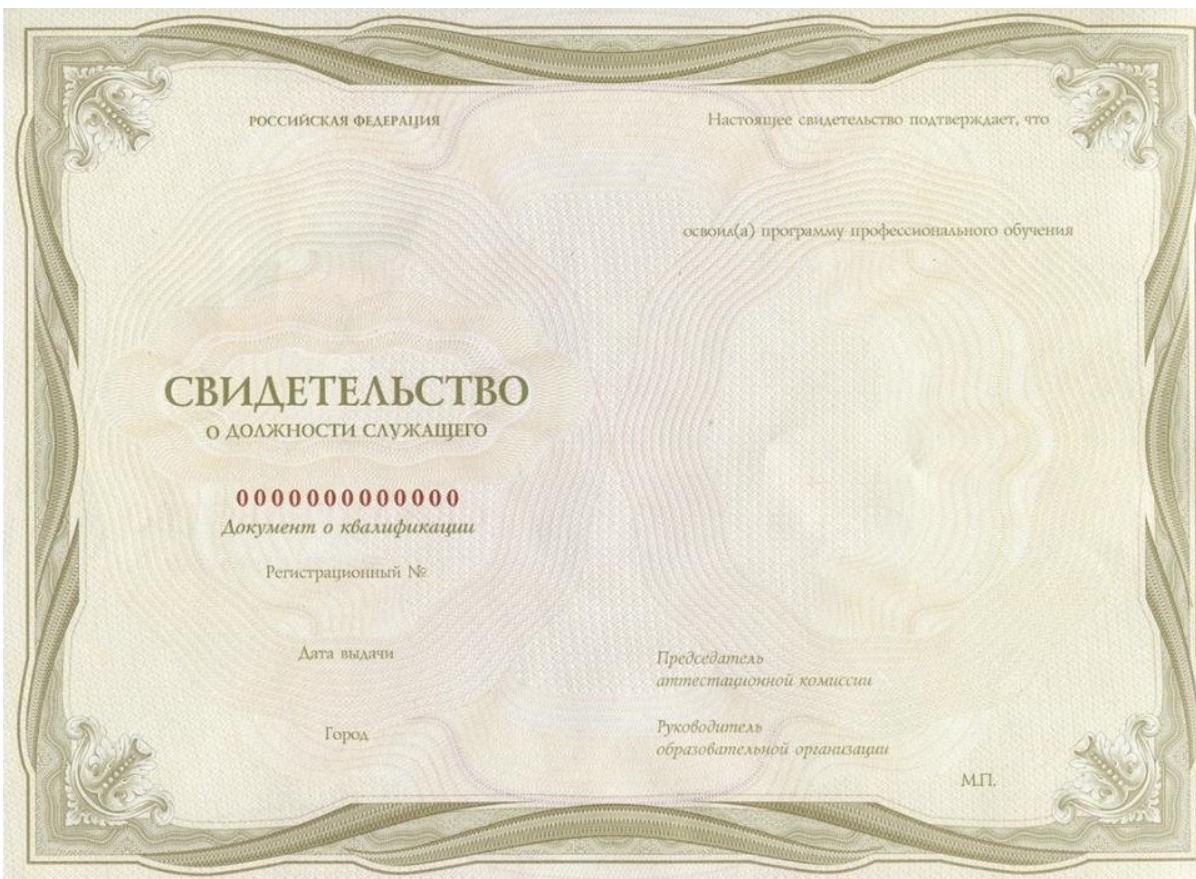 РОССИЙСКАЯ ФЕДЕРАЦИЯ
СВИДЕТЕЛЬСТВО
О ДОЛЖНОСТИ СЛУЖАЩЕГО
0000000000000
Документ о квалификации
Регистрационный №
Дата выдачи
Город
Настоящее свидетельство подтверждает, что
освоил(а) программу профессионального обучения
Председатель
аттестационной комиссии
Руководитель
образовательной организации
М.П.